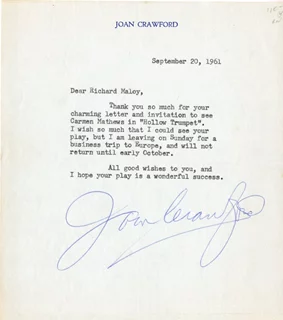 JOAN CRAWFORD
September 20, 1961
Dear Richard Maloy,
Thank you so much for your
charming letter and invitation to see
Carmen Mathews in "Hollow Trumpet".
I wish so much that I could see your
play, but I am leaving on Sunday for a
business trip to Europe, and will not
return until early October.
All good wishes to you, and
I hope your play is a wonderful success.
Joan Crawford